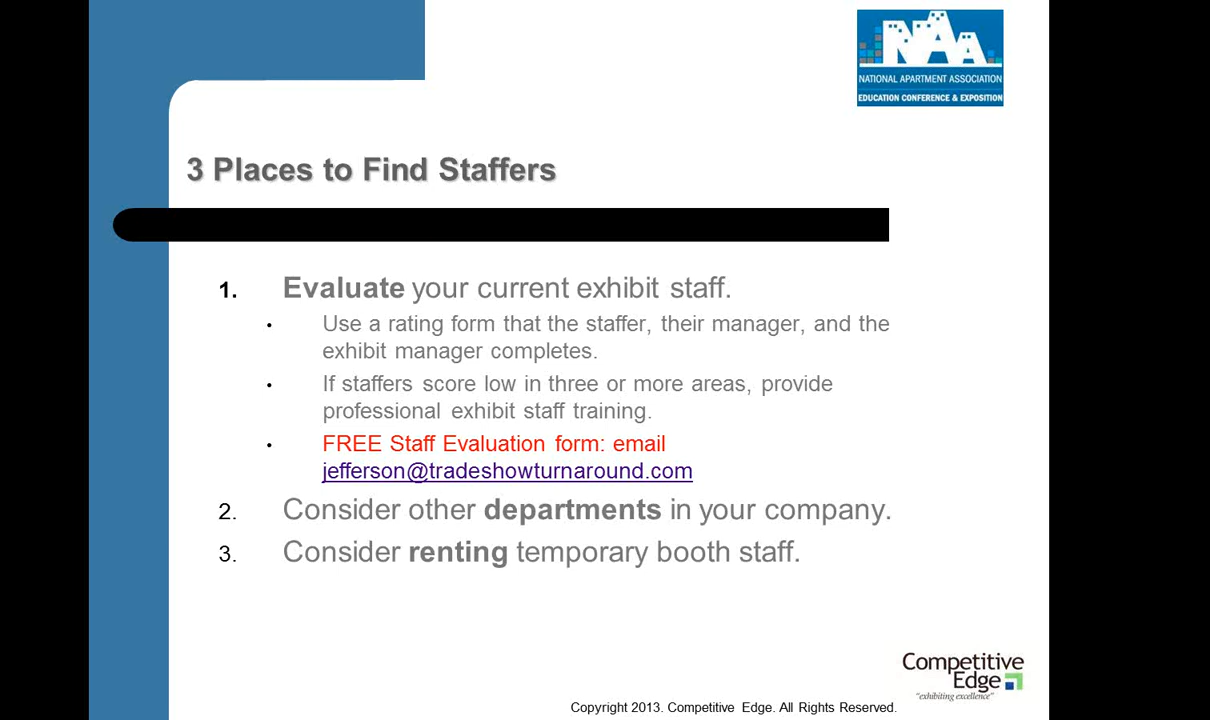 NAA
NATIONAL APARTMENT ASSOCIATION
EDUCATION CONFERENCE & EXPOSITION
3 Places to Find Staffers
1. Evaluate your current exhibit staff.
• Use a rating form that the staffer, their manager, and the
exhibit manager completes.
• If staffers score low in three or more areas, provide
professional exhibit staff training.
• FREE Staff Evaluation form: email
jefferson@tradeshowturnaround.com
2. Consider other departments in your company.
3. Consider renting temporary booth staff.
Competitive
Edge
"exhibiting excellence"
Copyright 2013. Competitive Edge. All Rights Reserved.